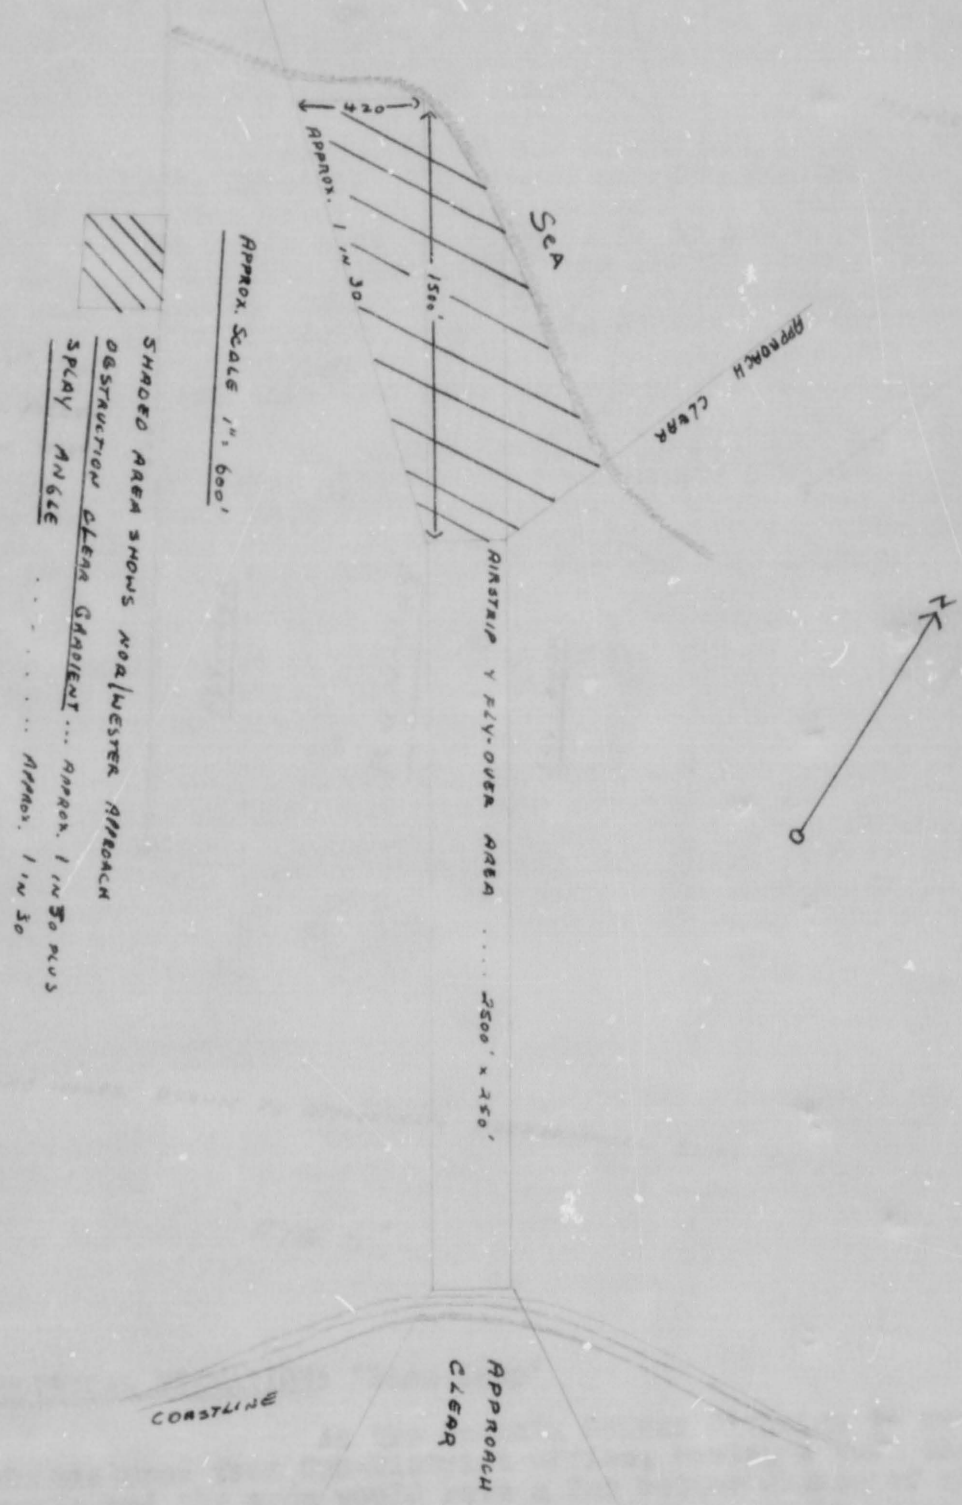 SEA
APPROACH
CLEAR
420
1500'
APPROX. 1 IN 30
APPROX. SCALE 1": 600'
AIRSTRIP Y FLY-OVER AREA .... 2500' x 250'
N
SHADED AREA SHOWS NOR/WESTER APPROACH
OBSTRUCTION CLEAR GRADIENT... APPROX. 1 IN 30 PLUS
SPLAY ANGLE ....... APPROX. 1 IN 30
APPROACH
CLEAR
COASTLINE